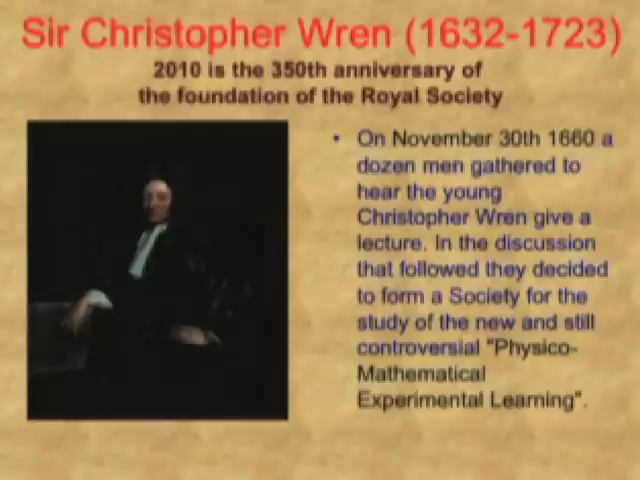 Sir Christopher Wren (1632-1723)
2010 is the 350th anniversary of
the foundation of the Royal Society
• On November 30th 1660 a
dozen men gathered to
hear the young
Christopher Wren give a
lecture. In the discussion
that followed they decided
to form a Society for the
study of the new and still
controversial "Physico-
Mathematical
Experimental Learning".